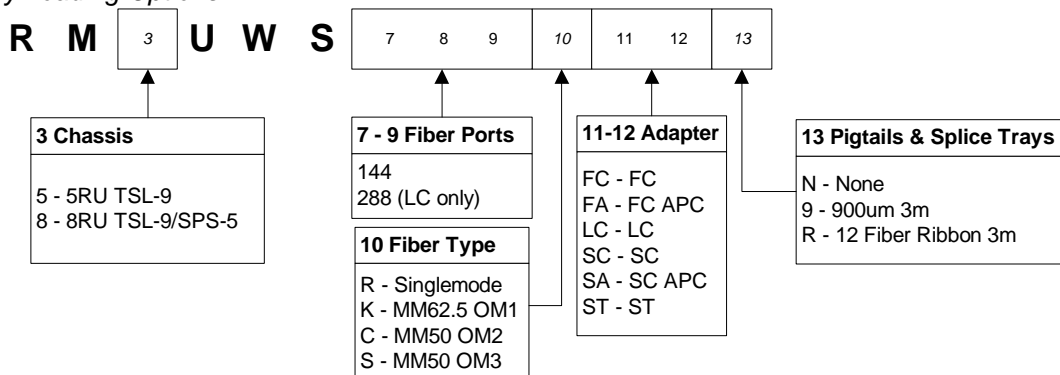 R M 3 U W S 7 8 9 10 11 12 13
3 Chassis
5 - 5RU TSL-9
8 - 8RU TSL-9/SPS-5
7 - 9 Fiber Ports
144
288 (LC only)
10 Fiber Type
R - Singlemode
K - MM62.5 OM1
C - MM50 OM2
S - MM50 OM3
11-12 Adapter
FC - FC
FA - FC APC
LC - LC
SC - SC
SA - SC APC
ST - ST
13 Pigtails & Splice Trays
N - None
9 - 900um 3m
R - 12 Fiber Ribbon 3m